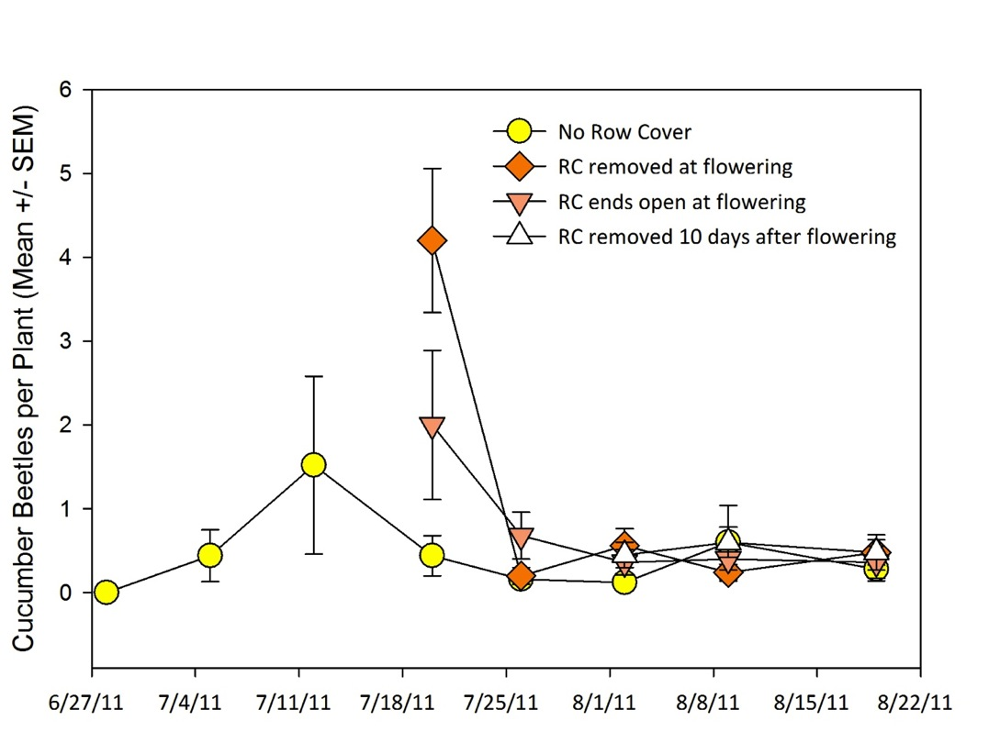 Cucumber Beetles per Plant (Mean +/- SEM)
6
5
4
3
2
1
0
No Row Cover
RC removed at flowering
RC ends open at flowering
RC removed 10 days after flowering
6/27/11 7/4/11 7/11/11 7/18/11 7/25/11 8/1/11 8/8/11 8/15/11 8/22/11